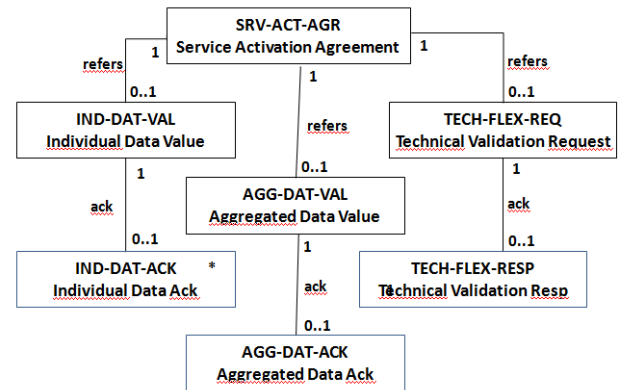 SRV-ACT-AGR
Service Activation Agreement
1
1
1
refers
refers
0..1
0..1
IND-DAT-VAL
Individual Data Value
TECH-FLEX-REQ
Technical Validation Request
refers
1
1
0..1
AGG-DAT-VAL
Aggregated Data Value
ack
ack
0..1
0..1
1
IND-DAT-ACK *
Individual Data Ack
TECH-FLEX-RESP
Technical Validation Resp
ack
0..1
AGG-DAT-ACK
Aggregated Data Ack